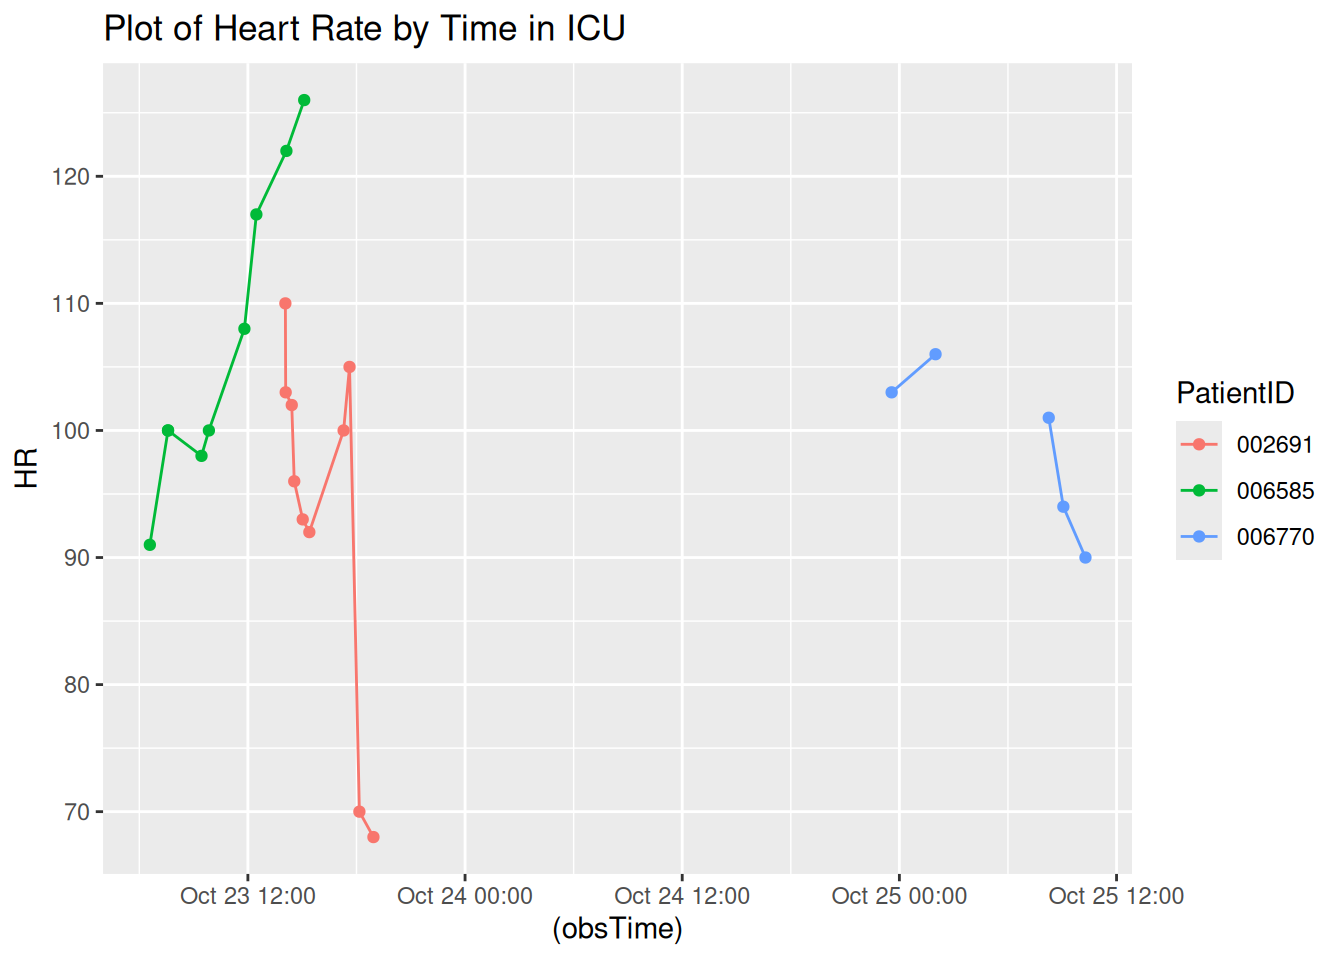 Plot of Heart Rate by Time in ICU
120
110
100
90
80
70
HR
Oct 23 12:00
Oct 24 00:00
Oct 24 12:00
Oct 25 00:00
Oct 25 12:00
(obsTime)
PatientID
002691
006585
006770